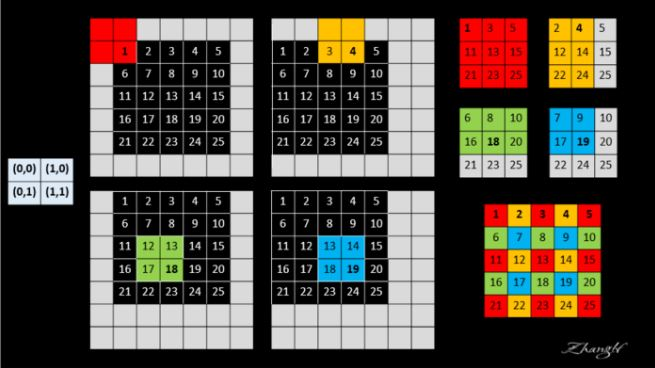 (0,0) (1,0)
(0,1) (1,1)
1 2 3 4 5
6 7 8 9 10
11 12 13 14 15
16 17 18 19 20
21 22 23 24 25
1 2 3 4 5
6 7 8 9 10
11 12 13 14 15
16 17 18 19 20
21 22 23 24 25
1 2 3 4 5
6 7 8 9 10
11 12 13 14 15
16 17 18 19 20
21 22 23 24 25
1 2 3 4 5
6 7 8 9 10
11 12 13 14 15
16 17 18 19 20
21 22 23 24 25
1 3 5
11 13 15
21 23 25
2 4 5
12 14 15
22 24 25
6 8 10
16 18 20
21 23 25
7 9 10
17 19 20
22 24 25
1 2 3 4 5
6 7 8 9 10
11 12 13 14 15
16 17 18 19 20
21 22 23 24 25